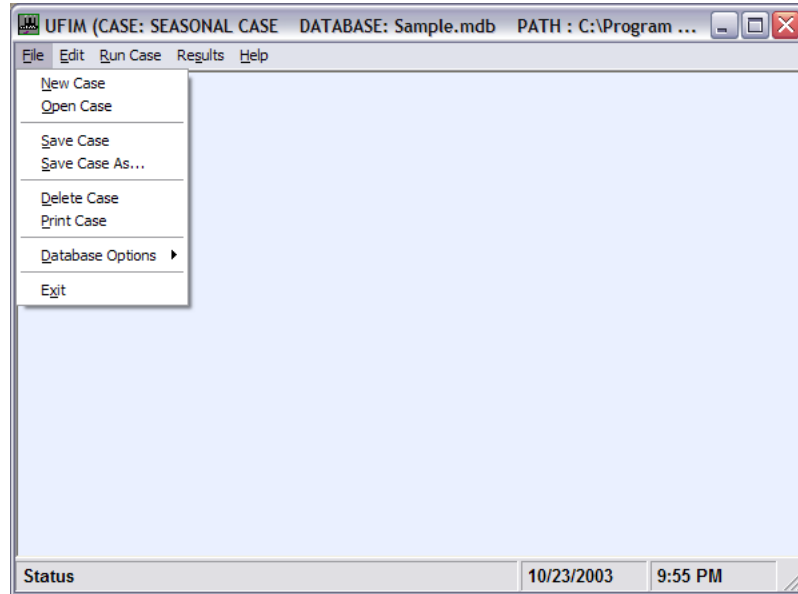 UFIM (CASE: SEASONAL CASE DATABASE: Sample.mdb PATH : C:\Program ...
File Edit Run Case Results Help
New Case
Open Case
Save Case
Save Case As...
Delete Case
Print Case
Database Options
Exit
Status 10/23/2003 9:55 PM